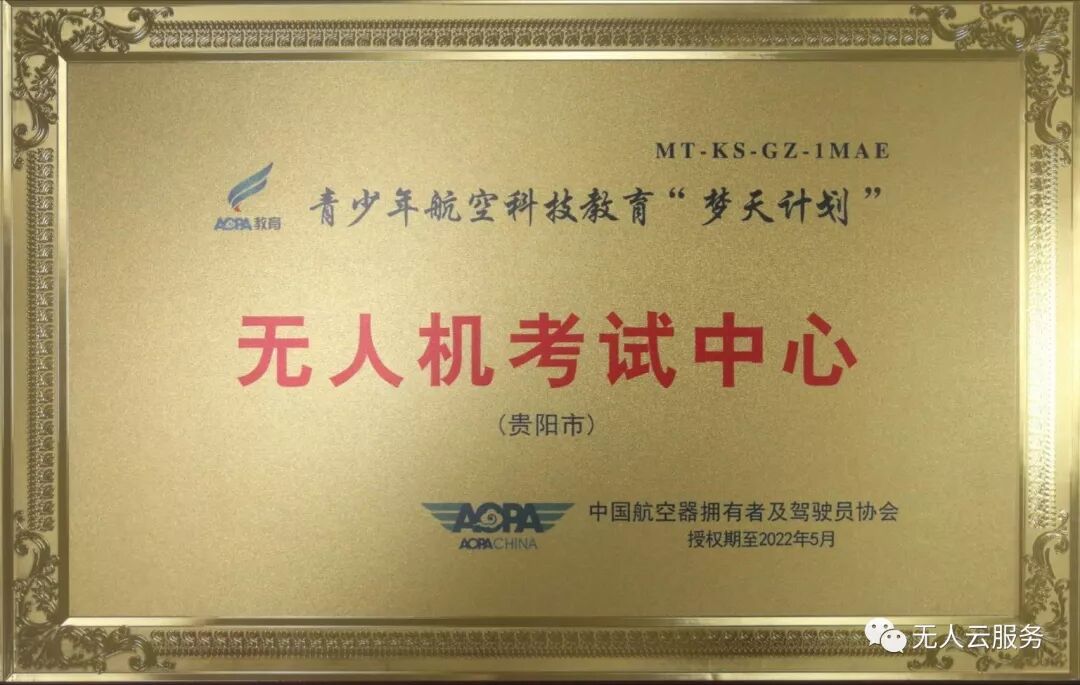 MT-KS-GZ-1MAE
AOPA教育 青少年航空科技教育“梦天计划”
无人机考试中心
(贵阳市)
AOPA
AOPA CHINA
中国航空器拥有者及驾驶员协会
授权期至2022年5月
无人云服务